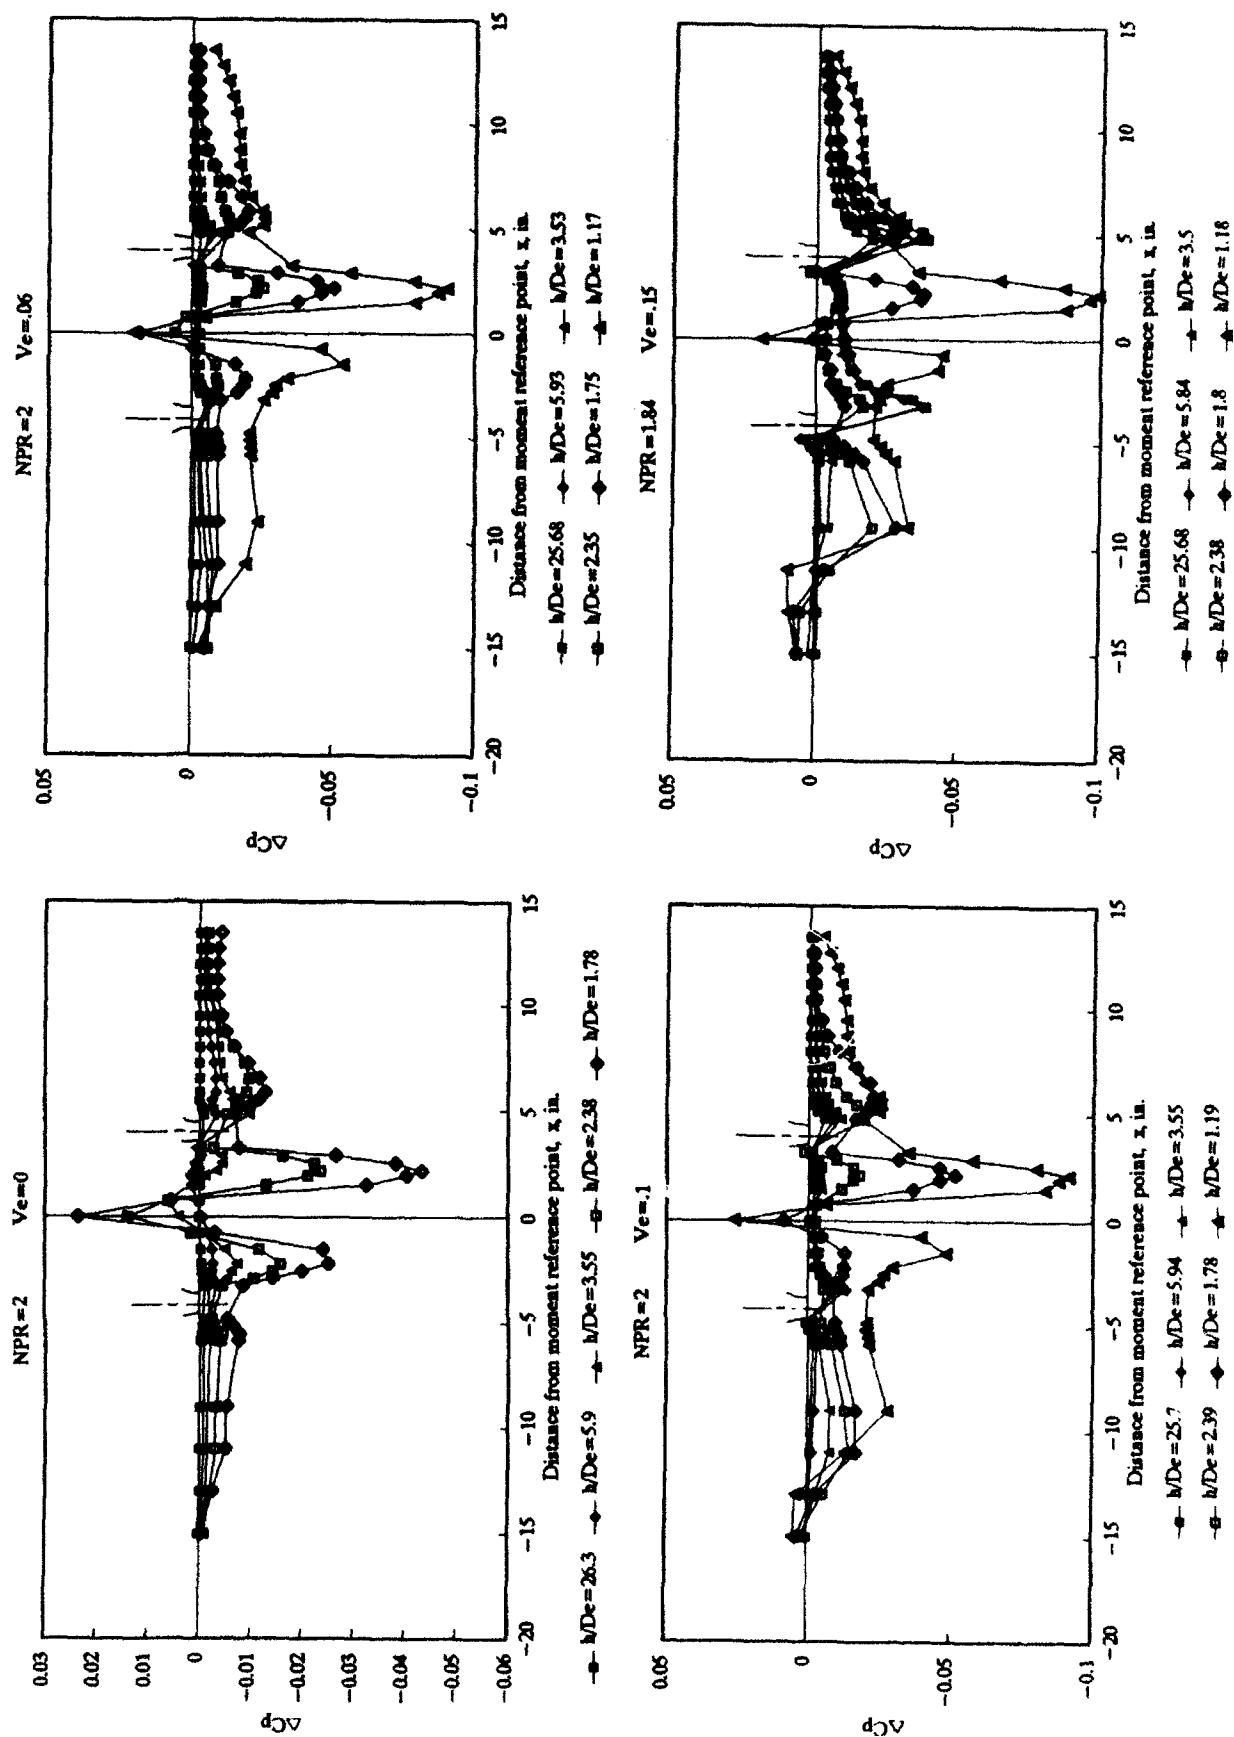 NPR=2 Ve=0
0.03
0.02
0.01
0
−0.01
−0.02
−0.03
−0.04
−0.05
−0.06
ΔCp
−20 −15 −10 −5 0 5 10 15
Distance from moment reference point, x, in.
h/De=26.3 h/De=5.9 h/De=3.55 h/De=2.38 h/De=1.78
NPR=2 Ve=.06
0.05
0
−0.05
−0.1
ΔCp
−20 −15 −10 −5 0 5 10 15
Distance from moment reference point, x, in.
h/De=25.68 h/De=5.93 h/De=3.53
h/De=2.35 h/De=1.75 h/De=1.17
NPR=2 Ve=.1
0.05
0
−0.05
−0.1
ΔCp
−20 −15 −10 −5 0 5 10 15
Distance from moment reference point, x, in.
h/De=25.7 h/De=5.94 h/De=3.55
h/De=2.39 h/De=1.78 h/De=1.19
NPR=1.84 Ve=.15
0.05
0
−0.05
−0.1
ΔCp
−20 −15 −10 −5 0 5 10 15
Distance from moment reference point, x, in.
h/De=25.68 h/De=5.84 h/De=3.5
h/De=2.38 h/De=1.8 h/De=1.18